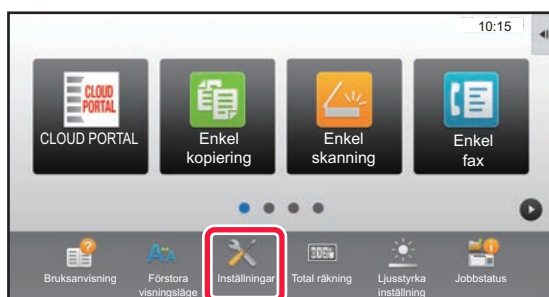 10:15
CLOUD
PORTAL
CLOUD PORTAL
Enkel
kopiering
Enkel
skanning
Enkel
fax
Bruksanvisning
Förstora
visningsläge
Inställningar
Total räkning
Ljusstyrka
inställning
Jobbstatus